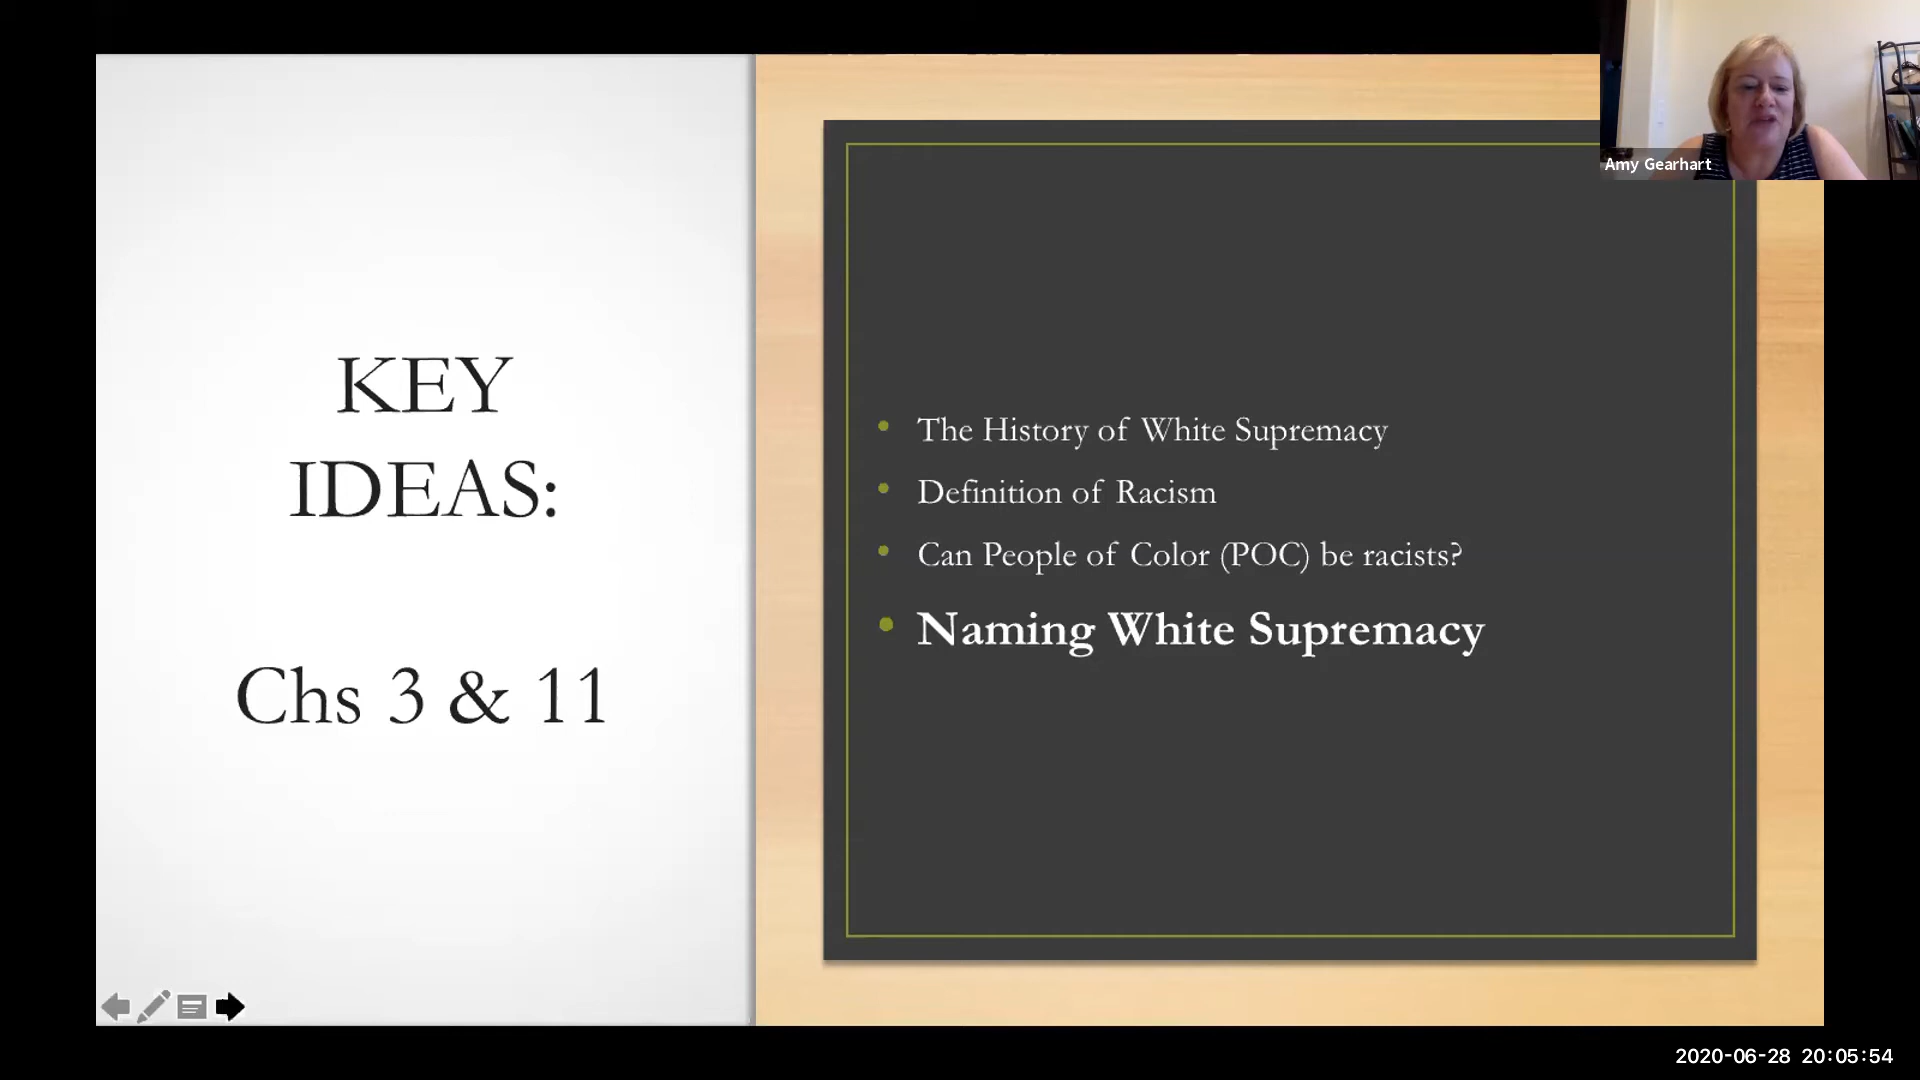 KEY
IDEAS:
Chs 3 & 11
• The History of White Supremacy
• Definition of Racism
• Can People of Color (POC) be racists?
• Naming White Supremacy
Amy Gearhart
2020-06-28 20:05:54